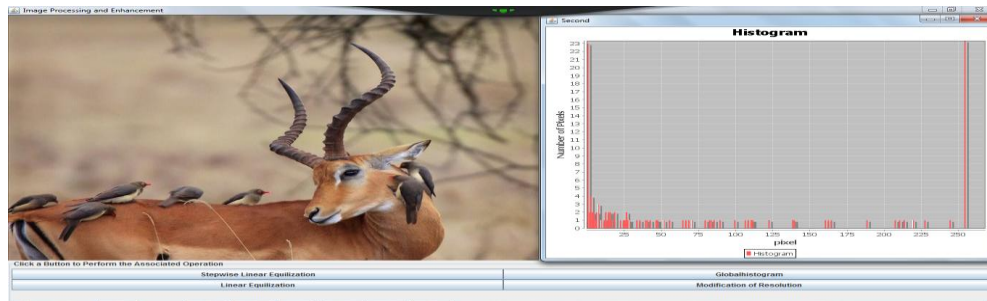 Image Processing and Enhancement
Second
Histogram
Number of Pixels
23
22
21
20
19
18
17
16
15
14
13
12
11
10
9
8
7
6
5
4
3
2
1
0
25 50 75 100 125 150 175 200 225 250
pixel
Histogram
Click a Button to Perform the Associated Operation
Stepwise Linear Equilization
Globalhistogram
Linear Equilization
Modification of Resolution